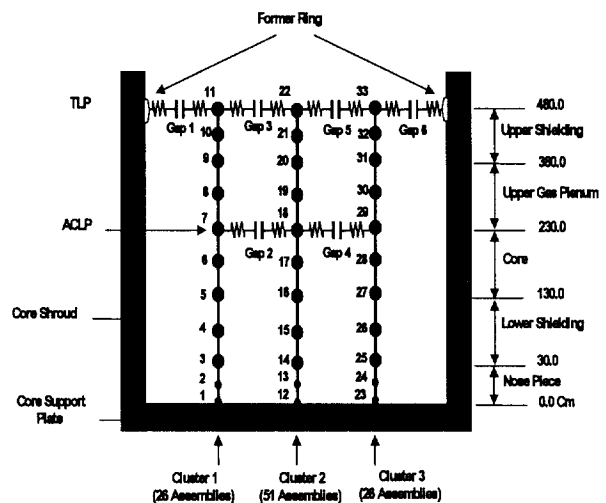 Former Ring
TLP
11
22
33
480.0
Gap 1
Gap 3
Gap 5
Gap 6
10
21
32
Upper Shielding
9
20
31
380.0
8
19
30
Upper Gas Plenum
ACLP
7
18
29
230.0
Gap 2
Gap 4
6
17
28
Core
5
16
27
130.0
Core Shroud
4
15
26
Lower Shielding
3
14
25
30.0
2
13
24
Nose Piece
Core Support
Plate
1
12
23
0.0 Cm
Cluster 1
(26 Assemblies)
Cluster 2
(51 Assemblies)
Cluster 3
(26 Assemblies)